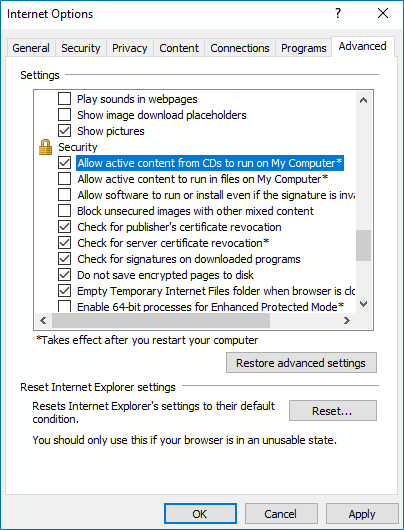 Internet Options
General Security Privacy Content Connections Programs Advanced
Settings
Play sounds in webpages
Show image download placeholders
Show pictures
Security
Allow active content from CDs to run on My Computer*
Allow active content to run in files on My Computer*
Allow software to run or install even if the signature is inva
Block unsecured images with other mixed content
Check for publisher's certificate revocation
Check for server certificate revocation*
Check for signatures on downloaded programs
Do not save encrypted pages to disk
Empty Temporary Internet Files folder when browser is clo
Enable 64-bit processes for Enhanced Protected Mode*
*Takes effect after you restart your computer
Restore advanced settings
Reset Internet Explorer settings
Resets Internet Explorer's settings to their default
condition.
Reset...
You should only use this if your browser is in an unusable state.
OK Cancel Apply